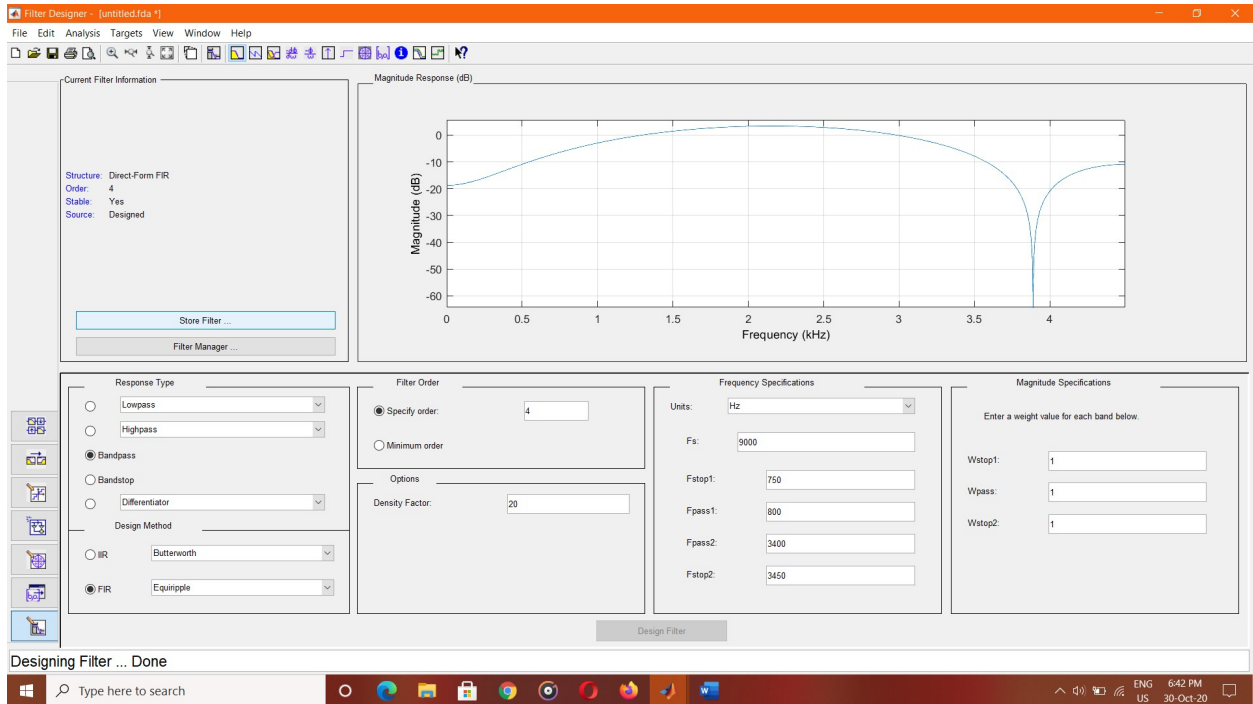 Filter Designer - [untitled.fda *]
File Edit Analysis Targets View Window Help
Current Filter Information
Structure: Direct-Form FIR
Order: 4
Stable: Yes
Source: Designed
Store Filter ...
Filter Manager ...
Magnitude Response (dB)
Magnitude (dB)
0
-10
-20
-30
-40
-50
-60
0 0.5 1 1.5 2 2.5 3 3.5 4
Frequency (kHz)
Response Type
Lowpass
Highpass
Bandpass
Bandstop
Differentiator
Design Method
IIR Butterworth
FIR Equiripple
Filter Order
Specify order: 4
Minimum order
Options
Density Factor: 20
Frequency Specifications
Units: Hz
Fs: 9000
Fstop1: 750
Fpass1: 800
Fpass2: 3400
Fstop2: 3450
Magnitude Specifications
Enter a weight value for each band below.
Wstop1: 1
Wpass: 1
Wstop2: 1
Design Filter
Designing Filter ... Done
Type here to search
ENG 6:42 PM
US 30-Oct-20